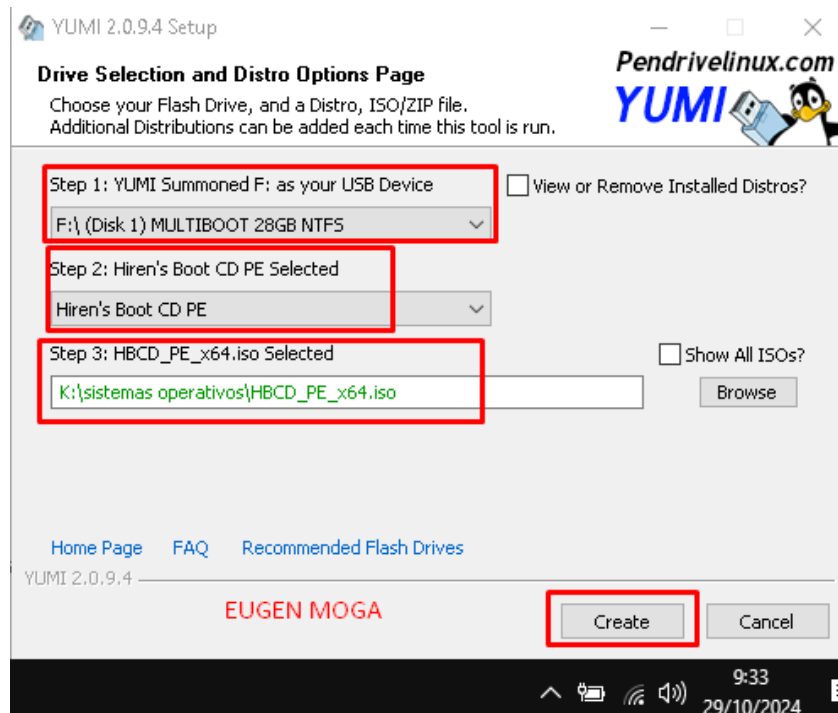 YUMI 2.0.9.4 Setup
Drive Selection and Distro Options Page
Choose your Flash Drive, and a Distro, ISO/ZIP file.
Additional Distributions can be added each time this tool is run.
Pendrivelinux.com
YUMI
Step 1: YUMI Summoned F: as your USB Device
View or Remove Installed Distros?
F:\ (Disk 1) MULTIBOOT 28GB NTFS
Step 2: Hiren's Boot CD PE Selected
Hiren's Boot CD PE
Step 3: HBCD_PE_x64.iso Selected
Show All ISOs?
K:\sistemas operativos\HBCD_PE_x64.iso
Browse
Home Page FAQ Recommended Flash Drives
YUMI 2.0.9.4
EUGEN MOGA
Create Cancel
9:33
29/10/2024